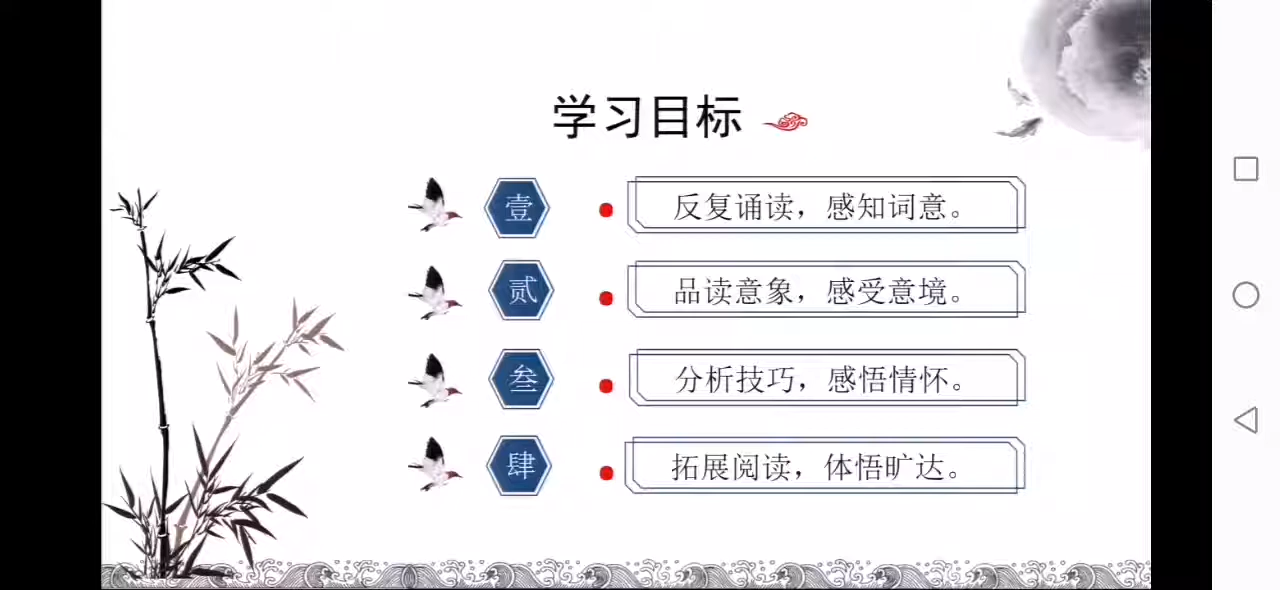 学习目标
壹 反复诵读，感知词意。
贰 品读意象，感受意境。
叁 分析技巧，感悟情怀。
肆 拓展阅读，体悟旷达。